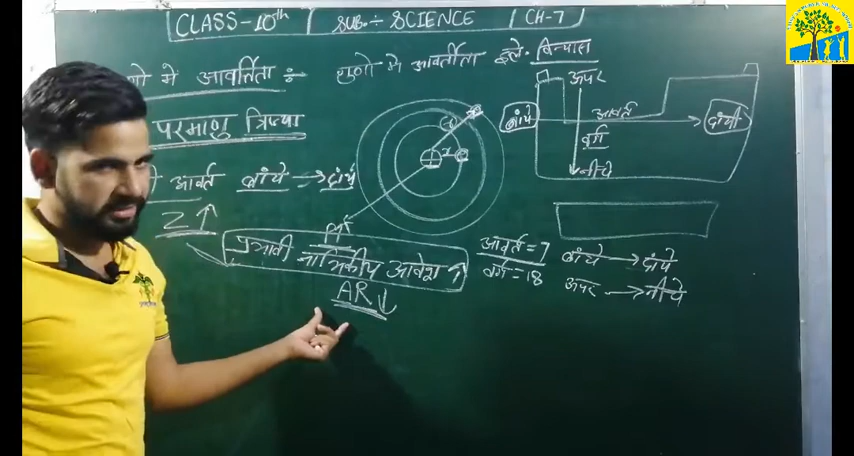 CLASS-10th | SUB÷SCIENCE | CH-7
णो मे आवर्तिता :- गुणो मे आवर्तीता इले. विन्यास
परमाणु त्रिज्या
आवर्त बांये → दांये
Z↑
प्रभावी नाभिकीय आवेश ↑
AR↓
ऊपर
बांये
आवर्त
दांयी
वर्ग
नीचे
आवर्त = 7
वर्ग = 18
बांये → दांये
ऊपर → नीचे